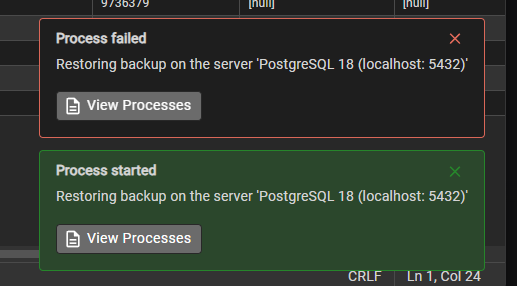 9736379 [null] [null]
Process failed
Restoring backup on the server 'PostgreSQL 18 (localhost: 5432)'
View Processes
Process started
Restoring backup on the server 'PostgreSQL 18 (localhost: 5432)'
View Processes
CRLF Ln 1, Col 24